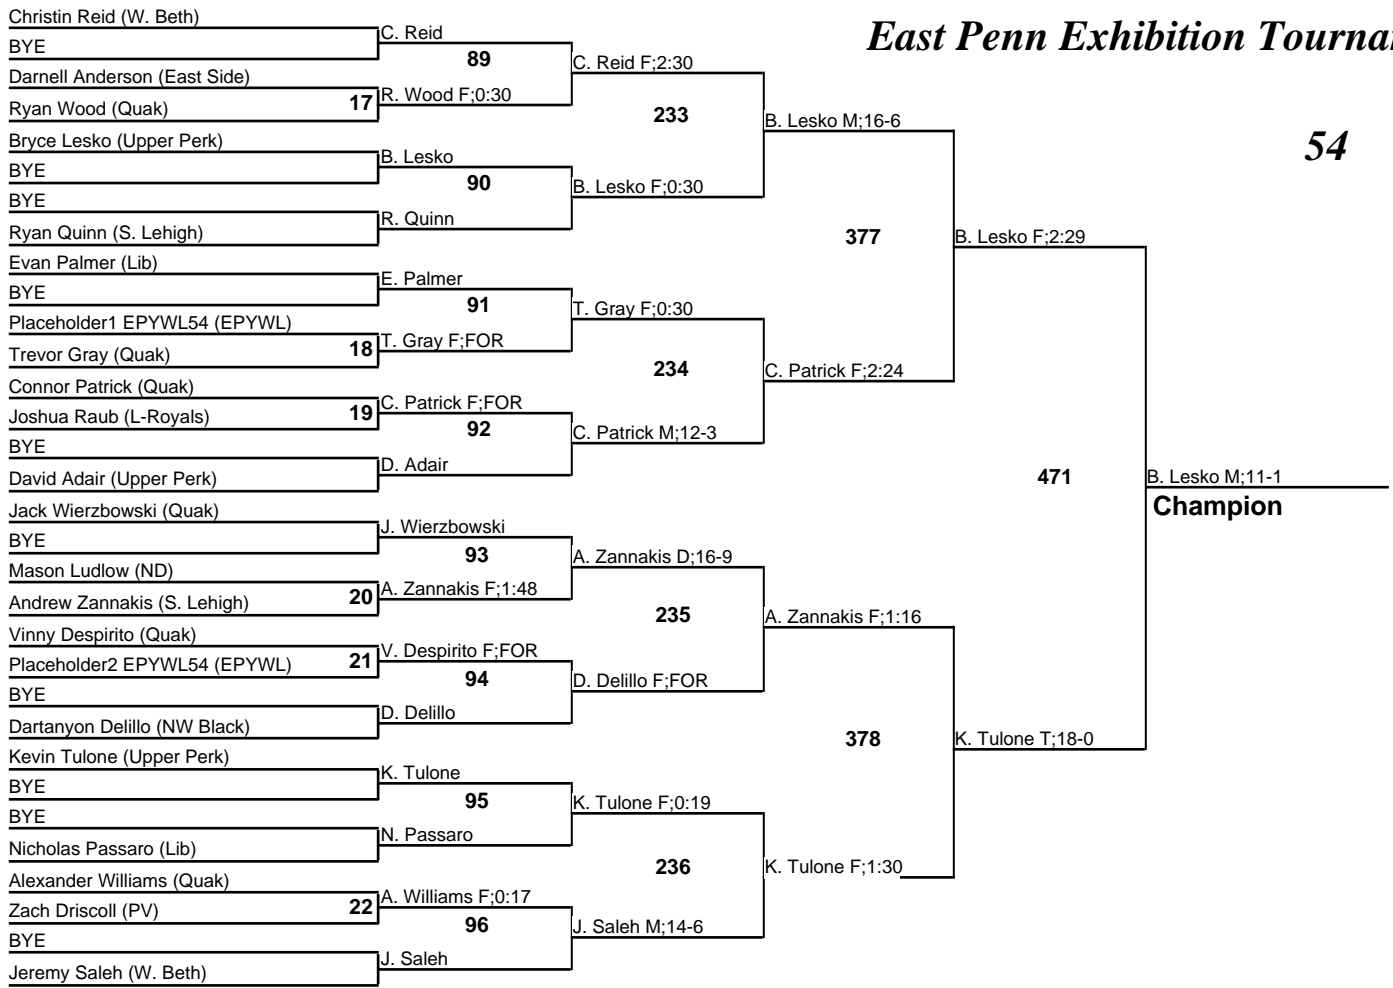 East Penn Exhibition Tourna
54
Christin Reid (W. Beth)
BYE
Darnell Anderson (East Side)
Ryan Wood (Quak)
Bryce Lesko (Upper Perk)
BYE
BYE
Ryan Quinn (S. Lehigh)
Evan Palmer (Lib)
BYE
Placeholder1 EPYWL54 (EPYWL)
Trevor Gray (Quak)
Connor Patrick (Quak)
Joshua Raub (L-Royals)
BYE
David Adair (Upper Perk)
Jack Wierzbowski (Quak)
BYE
Mason Ludlow (ND)
Andrew Zannakis (S. Lehigh)
Vinny Despirito (Quak)
Placeholder2 EPYWL54 (EPYWL)
BYE
Dartanyon Delillo (NW Black)
Kevin Tulone (Upper Perk)
BYE
BYE
Nicholas Passaro (Lib)
Alexander Williams (Quak)
Zach Driscoll (PV)
BYE
Jeremy Saleh (W. Beth)
17
18
19
20
21
22
C. Reid
R. Wood F;0:30
B. Lesko
R. Quinn
E. Palmer
T. Gray F;FOR
C. Patrick F;FOR
D. Adair
J. Wierzbowski
A. Zannakis F;1:48
V. Despirito F;FOR
D. Delillo
K. Tulone
N. Passaro
A. Williams F;0:17
J. Saleh
89
90
91
92
93
94
95
96
C. Reid F;2:30
B. Lesko F;0:30
T. Gray F;0:30
C. Patrick M;12-3
A. Zannakis D;16-9
D. Delillo F;FOR
K. Tulone F;0:19
J. Saleh M;14-6
233
234
235
236
B. Lesko M;16-6
C. Patrick F;2:24
A. Zannakis F;1:16
K. Tulone F;1:30
377
378
B. Lesko F;2:29
K. Tulone T;18-0
471
B. Lesko M;11-1
Champion